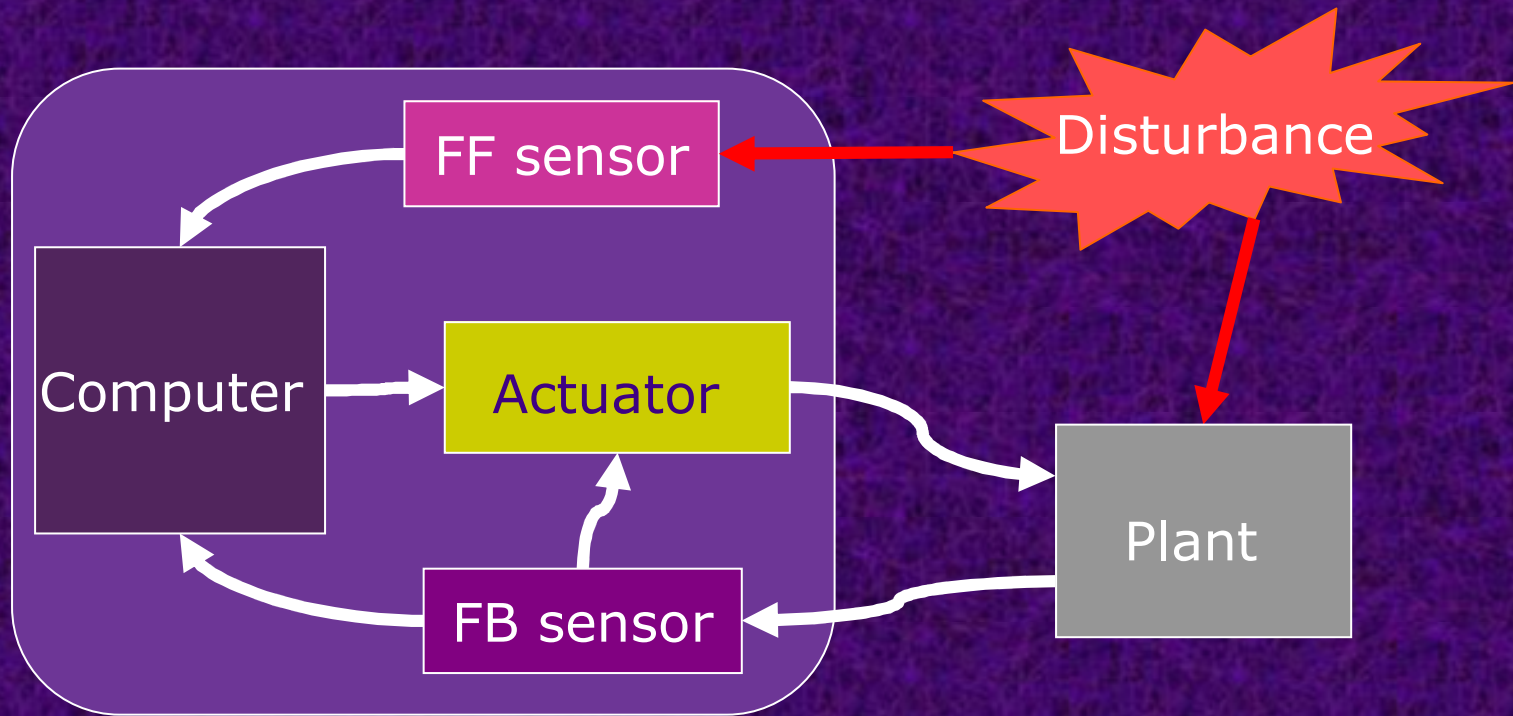 FF sensor
Disturbance
Computer
Actuator
Plant
FB sensor